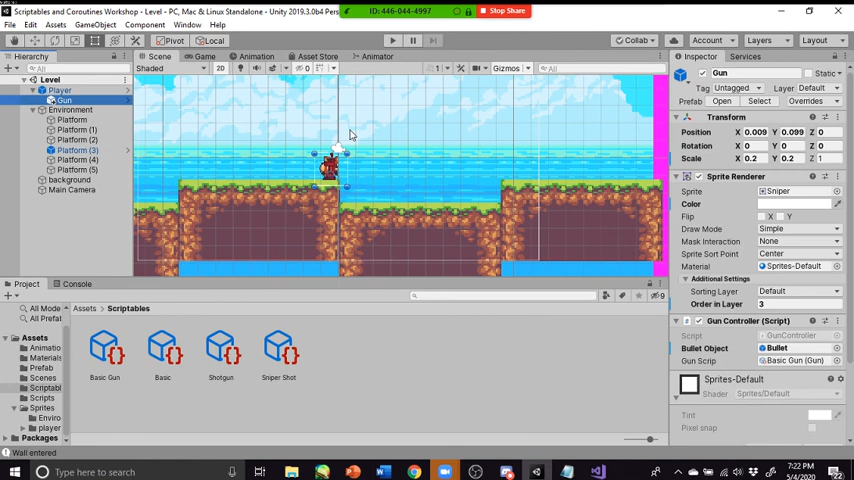 Scriptables and Coroutines Workshop - Level - PC, Mac & Linux Standalone - Unity 2019.3.0b4 Pers
ID: 446-044-4997
Stop Share
File Edit Assets GameObject Component Window Help
Pivot Local
Collab Account Layers Layout
Hierarchy
All
Level
Player
Gun
Environment
Platform
Platform (1)
Platform (2)
Platform (3)
Platform (4)
Platform (5)
background
Main Camera
Scene Game Animation Asset Store Animator
Shaded 2D 0 Gizmos All
Inspector Services
Gun Static
Tag Untagged Layer Default
Prefab Open Select Overrides
Transform
Position X 0.009 Y 0.099 Z 0
Rotation X 0 Y 0 Z 0
Scale X 0.2 Y 0.2 Z 1
Sprite Renderer
Sprite Sniper
Color
Flip X Y
Draw Mode Simple
Mask Interaction None
Sprite Sort Point Center
Material Sprites-Default
Additional Settings
Sorting Layer Default
Order in Layer 3
Gun Controller (Script)
Script GunController
Bullet Object Bullet
Gun Scrip Basic Gun (Gun)
Sprites-Default
Shader Sprites/Default
Tint
Pixel snap
Project Console
9
All Mode
All Prefat
Assets
Animatio
Materials
Prefab
Scenes
Scriptabl
Scripts
Sprites
Enviro
player
Packages
Assets > Scriptables
Basic Gun
Basic
Shotgun
Sniper Shot
Wall entered
Type here to search
7:22 PM
5/4/2020
22